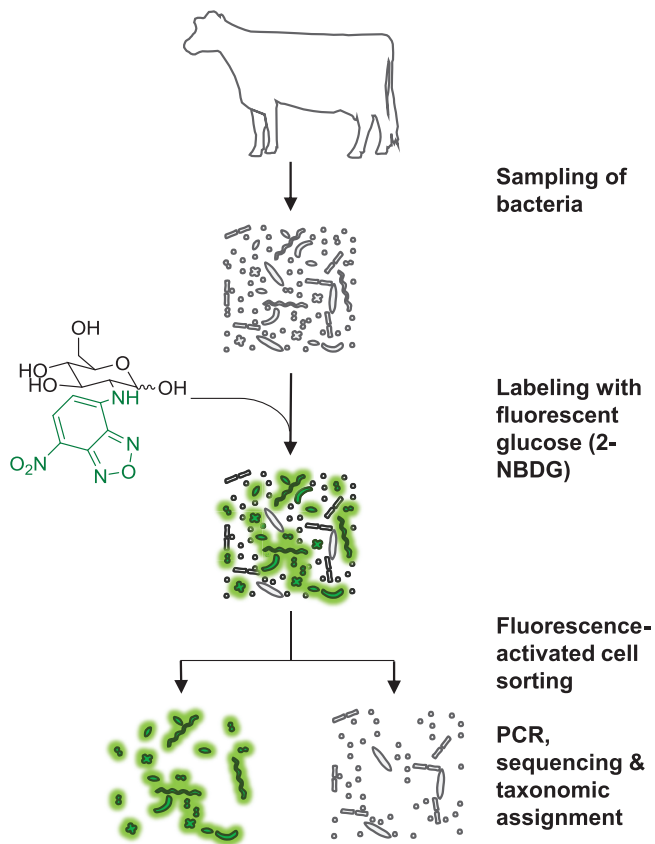 Sampling of
bacteria
OH
HO
HO
O
OH
NH
O₂N
N
N
O
Labeling with
fluorescent
glucose (2-
NBDG)
Fluorescence-
activated cell
sorting
PCR,
sequencing &
taxonomic
assignment